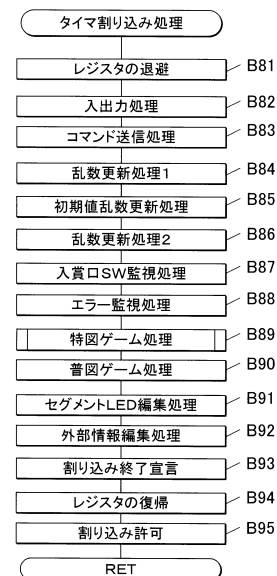 タイマ割り込み処理
レジスタの退避 B81
入出力処理 B82
コマンド送信処理 B83
乱数更新処理1 B84
初期値乱数更新処理 B85
乱数更新処理2 B86
入賞口SW監視処理 B87
エラー監視処理 B88
特図ゲーム処理 B89
普図ゲーム処理 B90
セグメントLED編集処理 B91
外部情報編集処理 B92
割り込み終了宣言 B93
レジスタの復帰 B94
割り込み許可 B95
RET